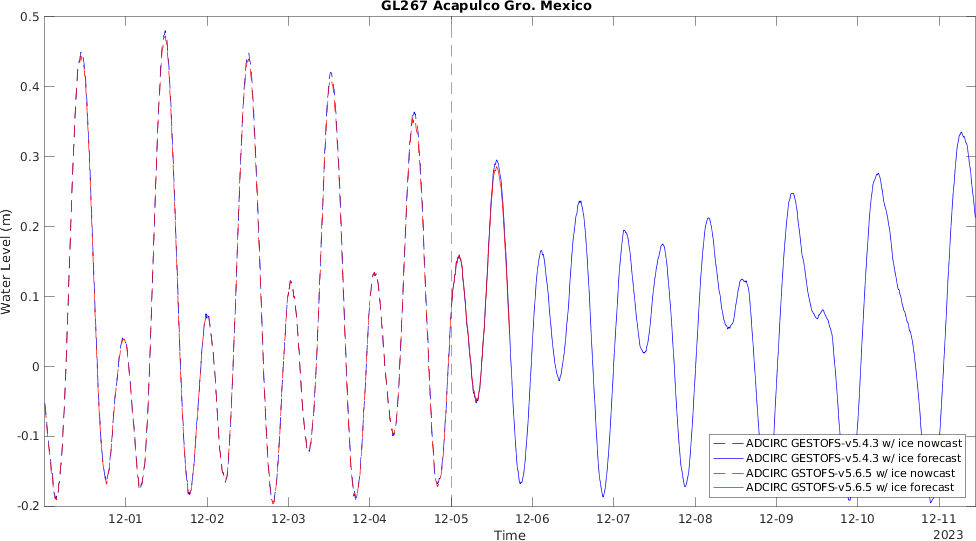 GL267 Acapulco Gro. Mexico
0.5
0.4
0.3
0.2
0.1
0
-0.1
-0.2
Water Level (m)
ADCIRC GESTOFS-v5.4.3 w/ ice nowcast
ADCIRC GESTOFS-v5.4.3 w/ ice forecast
ADCIRC GSTOFS-v5.6.5 w/ ice nowcast
ADCIRC GSTOFS-v5.6.5 w/ ice forecast
12-01 12-02 12-03 12-04 12-05 12-06 12-07 12-08 12-09 12-10 12-11
Time
2023